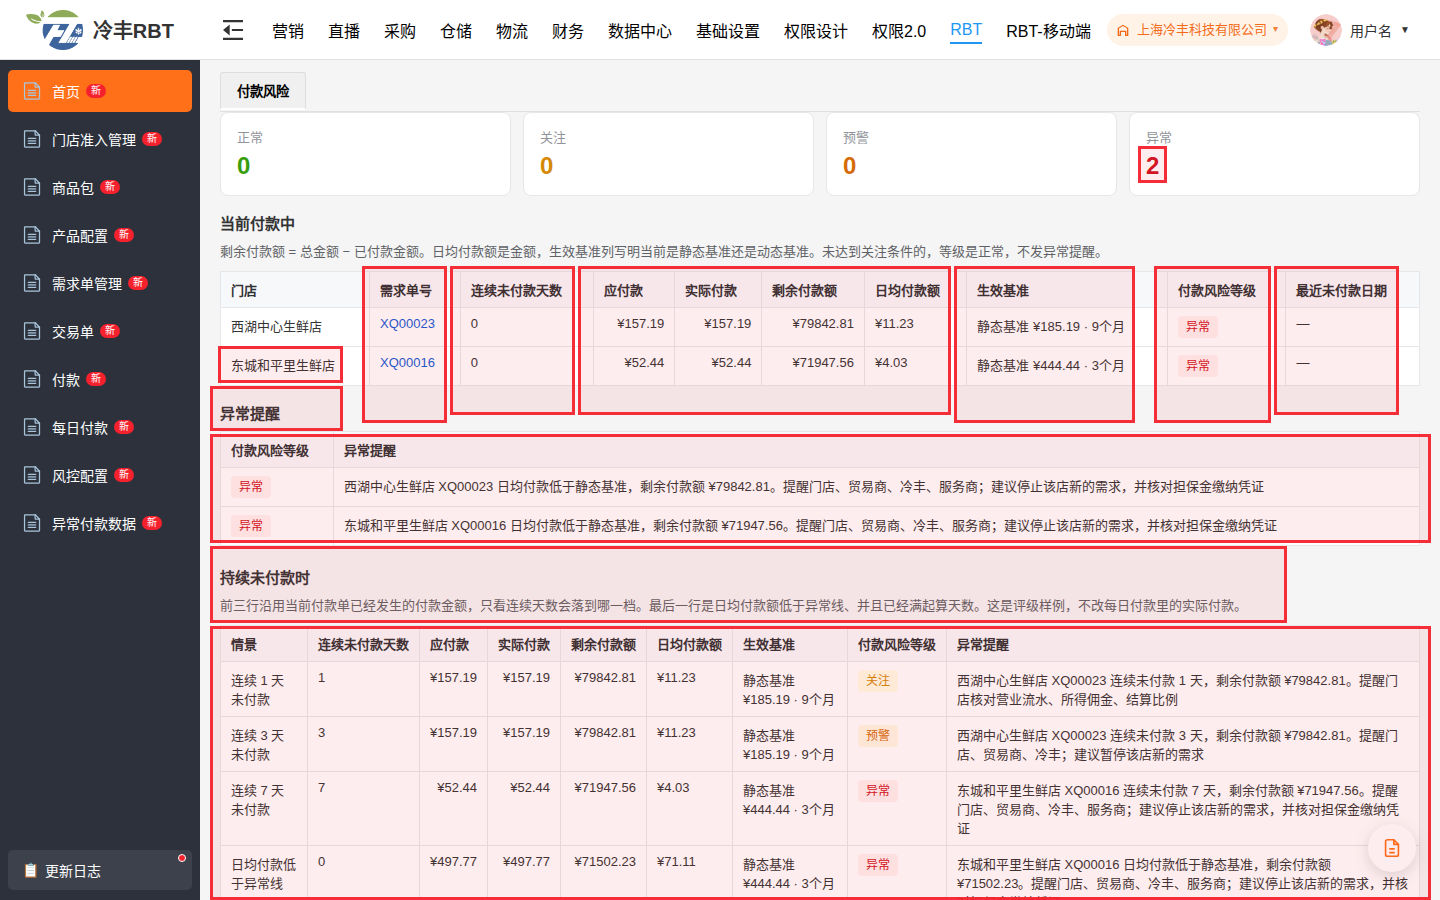 冷丰RBT
营销 直播 采购 仓储 物流 财务 数据中心 基础设置 权限设计 权限2.0 RBT RBT-移动端
上海冷丰科技有限公司
用户名
首页 新
门店准入管理 新
商品包 新
产品配置 新
需求单管理 新
交易单 新
付款 新
每日付款 新
风控配置 新
异常付款数据 新
更新日志
付款风险
正常 关注 预警 异常
0 0 0 2
当前付款中
剩余付款额 = 总金额 − 已付款金额。日均付款额是金额，生效基准列写明当前是静态基准还是动态基准。未达到关注条件的，等级是正常，不发异常提醒。
门店 需求单号 连续未付款天数 应付款 实际付款 剩余付款额 日均付款额 生效基准 付款风险等级 最近未付款日期
西湖中心生鲜店 XQ00023 0 ¥157.19 ¥157.19 ¥79842.81 ¥11.23 静态基准 ¥185.19 · 9个月 异常 —
东城和平里生鲜店 XQ00016 0 ¥52.44 ¥52.44 ¥71947.56 ¥4.03 静态基准 ¥444.44 · 3个月 异常 —
异常提醒
付款风险等级 异常提醒
异常 西湖中心生鲜店 XQ00023 日均付款低于静态基准，剩余付款额 ¥79842.81。提醒门店、贸易商、冷丰、服务商；建议停止该店新的需求，并核对担保金缴纳凭证
异常 东城和平里生鲜店 XQ00016 日均付款低于静态基准，剩余付款额 ¥71947.56。提醒门店、贸易商、冷丰、服务商；建议停止该店新的需求，并核对担保金缴纳凭证
持续未付款时
前三行沿用当前付款单已经发生的付款金额，只看连续天数会落到哪一档。最后一行是日均付款额低于异常线、并且已经满起算天数。这是评级样例，不改每日付款里的实际付款。
情景 连续未付款天数 应付款 实际付款 剩余付款额 日均付款额 生效基准 付款风险等级 异常提醒
连续 1 天 1 ¥157.19 ¥157.19 ¥79842.81 ¥11.23 静态基准 关注 西湖中心生鲜店 XQ00023 连续未付款 1 天，剩余付款额 ¥79842.81。提醒门
未付款 ¥185.19 · 9个月 店核对营业流水、所得佣金、结算比例
连续 3 天 3 ¥157.19 ¥157.19 ¥79842.81 ¥11.23 静态基准 预警 西湖中心生鲜店 XQ00023 连续未付款 3 天，剩余付款额 ¥79842.81。提醒门
未付款 ¥185.19 · 9个月 店、贸易商、冷丰；建议暂停该店新的需求
连续 7 天 7 ¥52.44 ¥52.44 ¥71947.56 ¥4.03 静态基准 异常 东城和平里生鲜店 XQ00016 连续未付款 7 天，剩余付款额 ¥71947.56。提醒
未付款 ¥444.44 · 3个月 门店、贸易商、冷丰、服务商；建议停止该店新的需求，并核对担保金缴纳凭
证
日均付款低 0 ¥497.77 ¥497.77 ¥71502.23 ¥71.11 静态基准 异常 东城和平里生鲜店 XQ00016 日均付款低于静态基准，剩余付款额
于异常线 ¥444.44 · 3个月 ¥71502.23。提醒门店、贸易商、冷丰、服务商；建议停止该店新的需求，并核